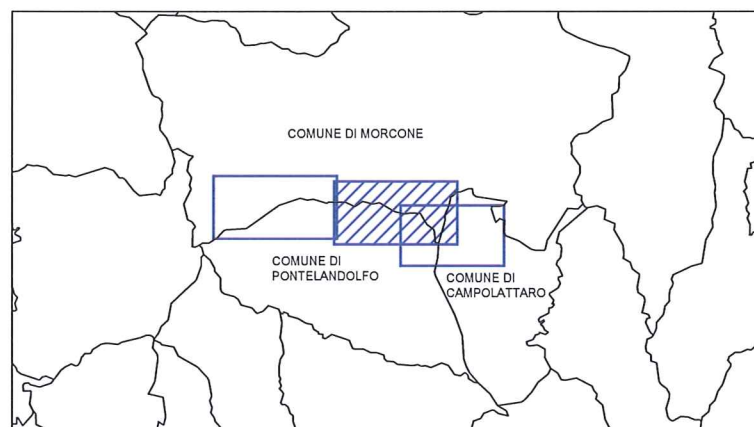 COMUNE DI MORCONE
COMUNE DI
PONTELANDOLFO
COMUNE DI
CAMPOLATTARO